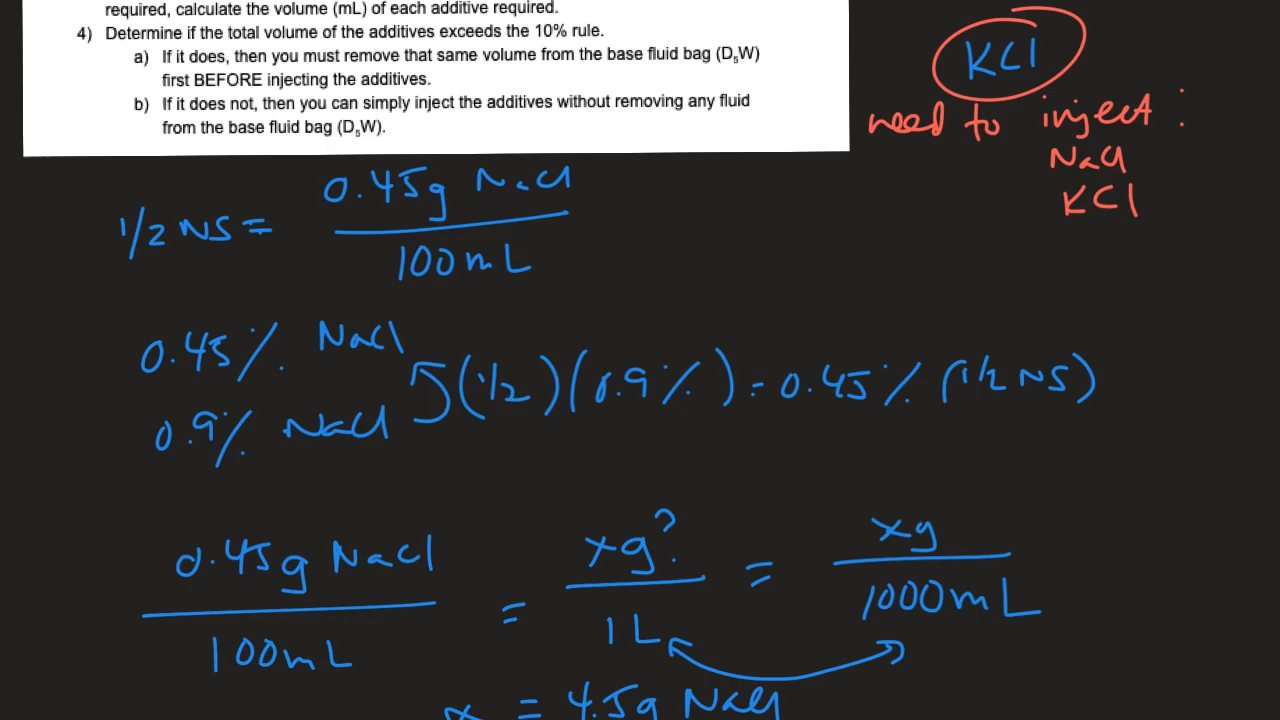 required, calculate the volume (mL) of each additive required.
4) Determine if the total volume of the additives exceeds the 10% rule.
a) If it does, then you must remove that same volume from the base fluid bag (D₅W)
first BEFORE injecting the additives.
b) If it does not, then you can simply inject the additives without removing any fluid
from the base fluid bag (D₅W).
KCl
need to inject :
NaCl
KCl
1/2 NS = 0.45g NaCl
100mL
0.45% NaCl
0.9% NaCl
(1/2)(0.9%) = 0.45% (1/2 NS)
0.45g NaCl = xg? = xg
100mL 1L 1000mL
x = 4.5g NaCl